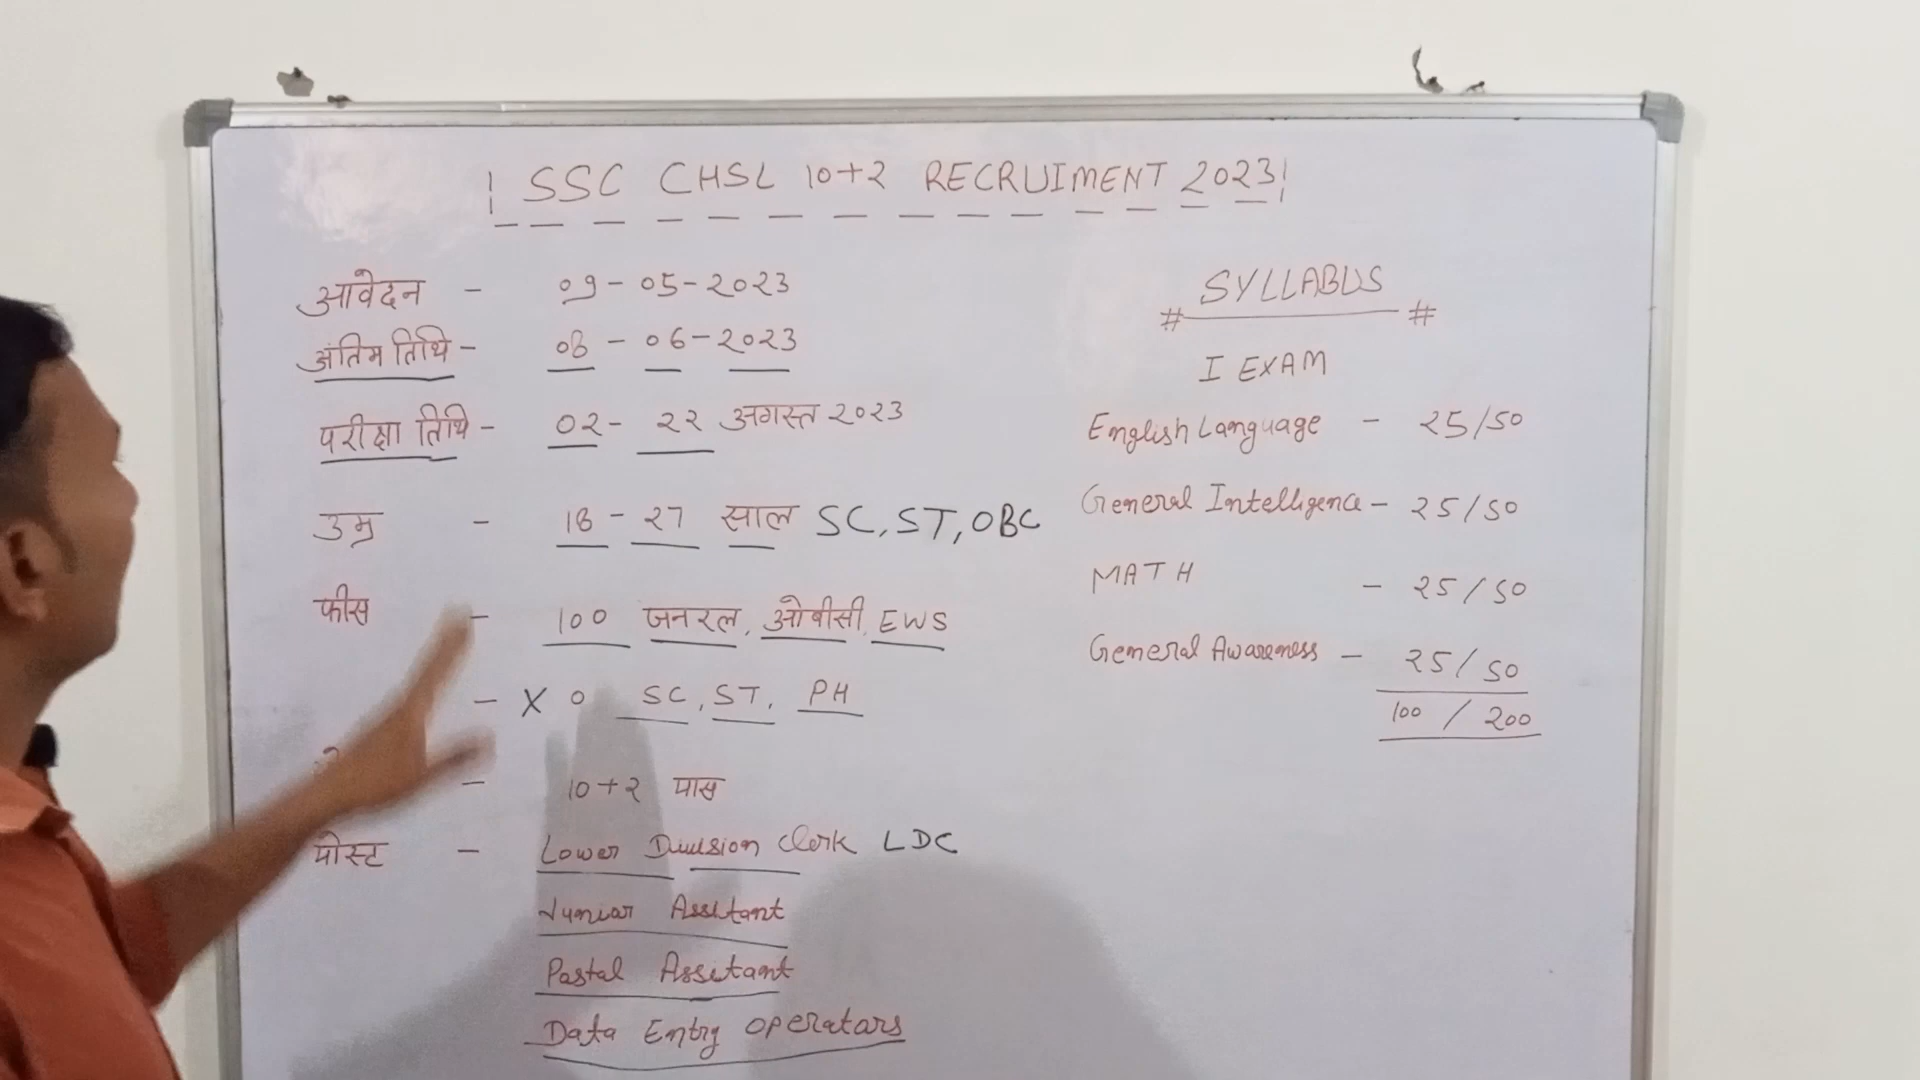 SSC CHSL 10+2 RECRUIMENT 2023
आवेदन - 09-05-2023
अंतिम तिथि - 08-06-2023
परीक्षा तिथि - 02-22 अगस्त 2023
उम्र - 18-27 साल SC, ST, OBC
फीस - 100 जनरल, ओबीसी, EWS
- X 0 SC, ST, PH
- 10+2 पास
पोस्ट - Lower Division Clerk LDC
Junior Assitant
Postal Assitant
Data Entry Operators
# SYLLABUS #
I EXAM
English Language - 25/50
General Intelligence - 25/50
MATH - 25/50
General Awareness - 25/50
100 / 200